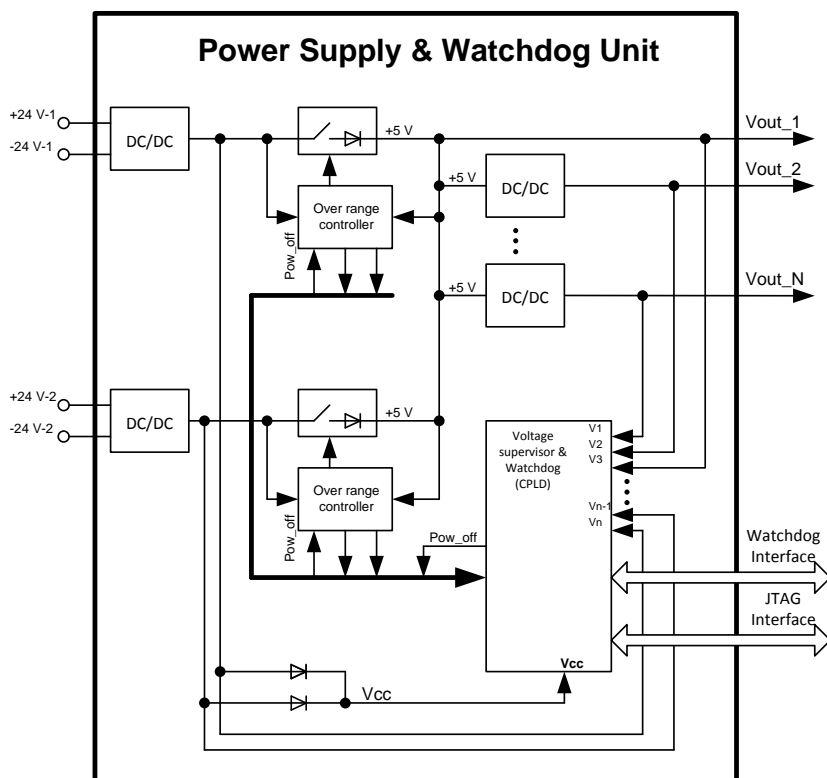 Power Supply & Watchdog Unit
+24 V-1
-24 V-1
DC/DC
+5 V
Vout_1
+5 V
DC/DC
Vout_2
Over range
controller
Pow_off
+5 V
DC/DC
Vout_N
+24 V-2
-24 V-2
DC/DC
+5 V
Voltage
supervisor &
Watchdog
(CPLD)
V1
V2
V3
Vn-1
Vn
Over range
controller
Pow_off
Pow_off
Watchdog
Interface
JTAG
Interface
Vcc
Vcc